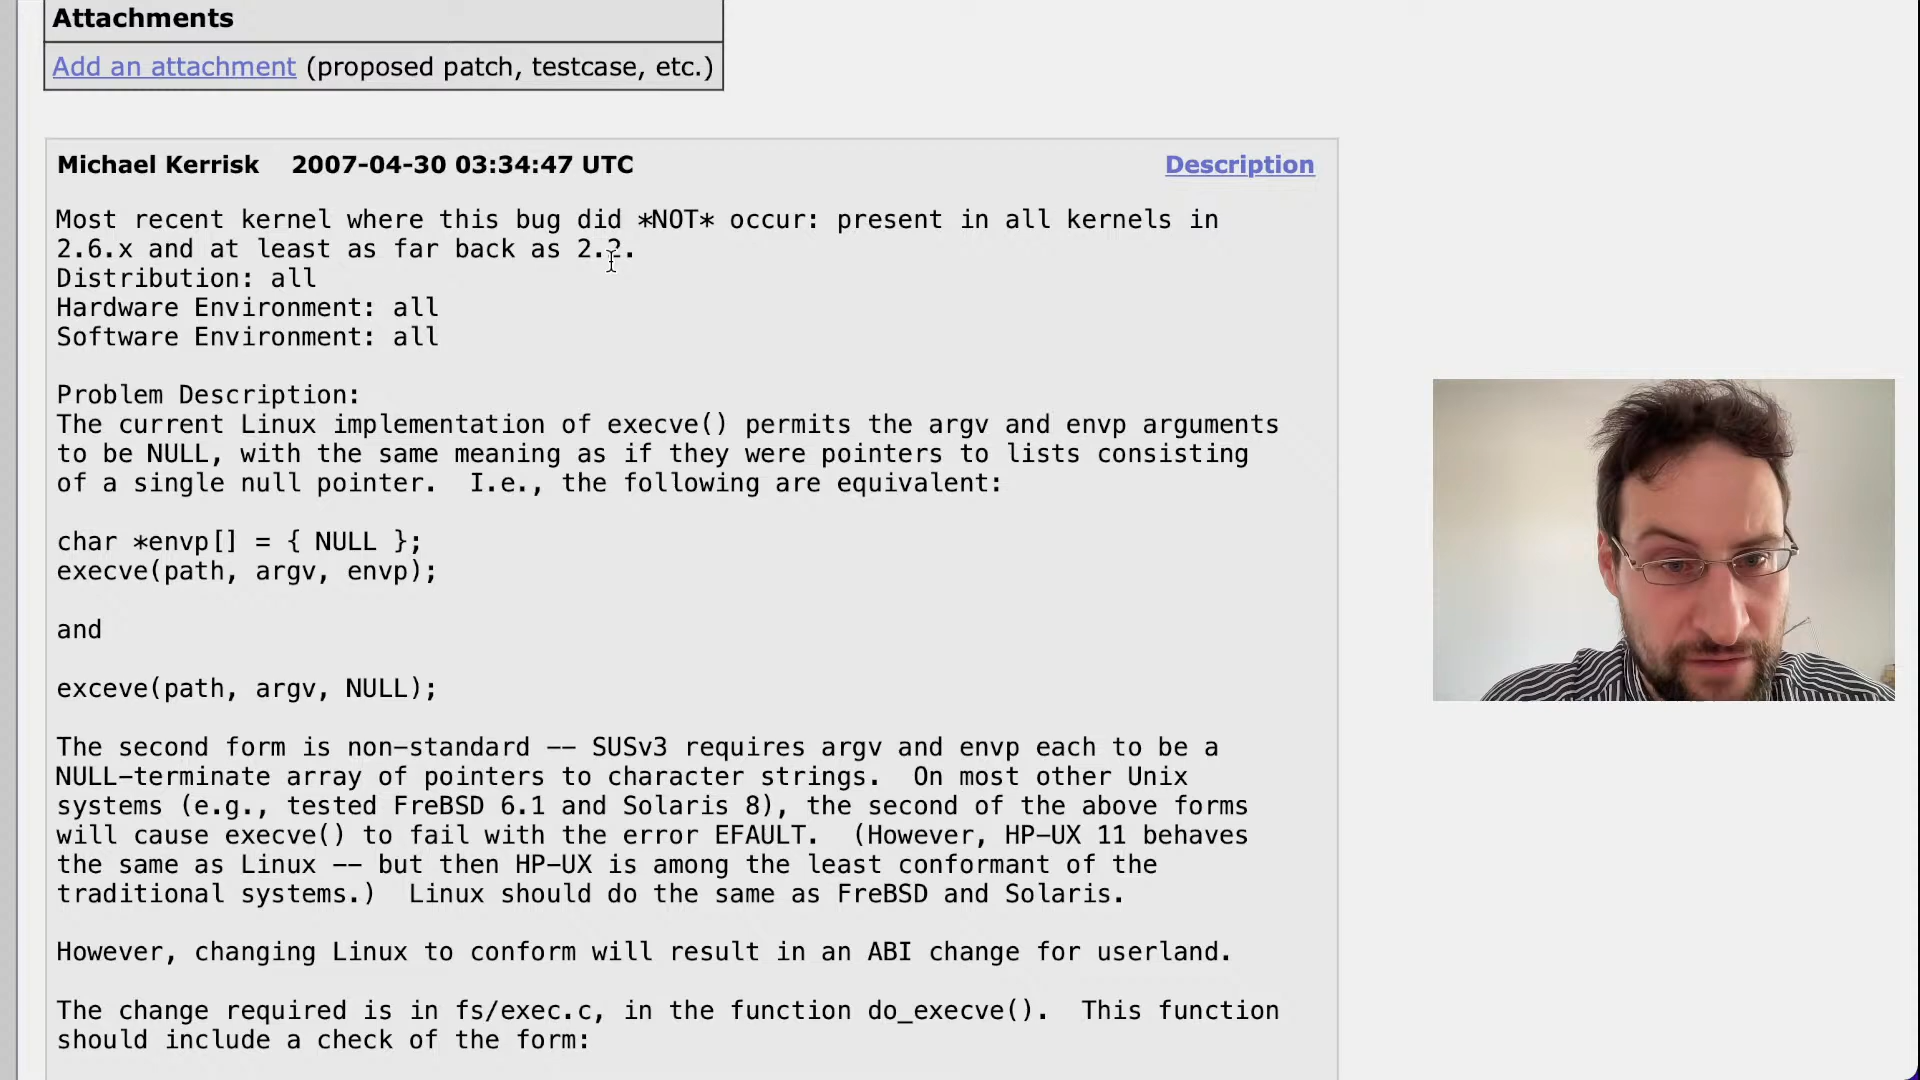 Attachments
Add an attachment (proposed patch, testcase, etc.)
Michael Kerrisk 2007-04-30 03:34:47 UTC Description
Most recent kernel where this bug did *NOT* occur: present in all kernels in
2.6.x and at least as far back as 2.2.
Distribution: all
Hardware Environment: all
Software Environment: all
Problem Description:
The current Linux implementation of execve() permits the argv and envp arguments
to be NULL, with the same meaning as if they were pointers to lists consisting
of a single null pointer.  I.e., the following are equivalent:
char *envp[] = { NULL };
execve(path, argv, envp);
and
exceve(path, argv, NULL);
The second form is non-standard -- SUSv3 requires argv and envp each to be a
NULL-terminate array of pointers to character strings.  On most other Unix
systems (e.g., tested FreBSD 6.1 and Solaris 8), the second of the above forms
will cause execve() to fail with the error EFAULT.  (However, HP-UX 11 behaves
the same as Linux -- but then HP-UX is among the least conformant of the
traditional systems.)  Linux should do the same as FreBSD and Solaris.
However, changing Linux to conform will result in an ABI change for userland.
The change required is in fs/exec.c, in the function do_execve().  This function
should include a check of the form: